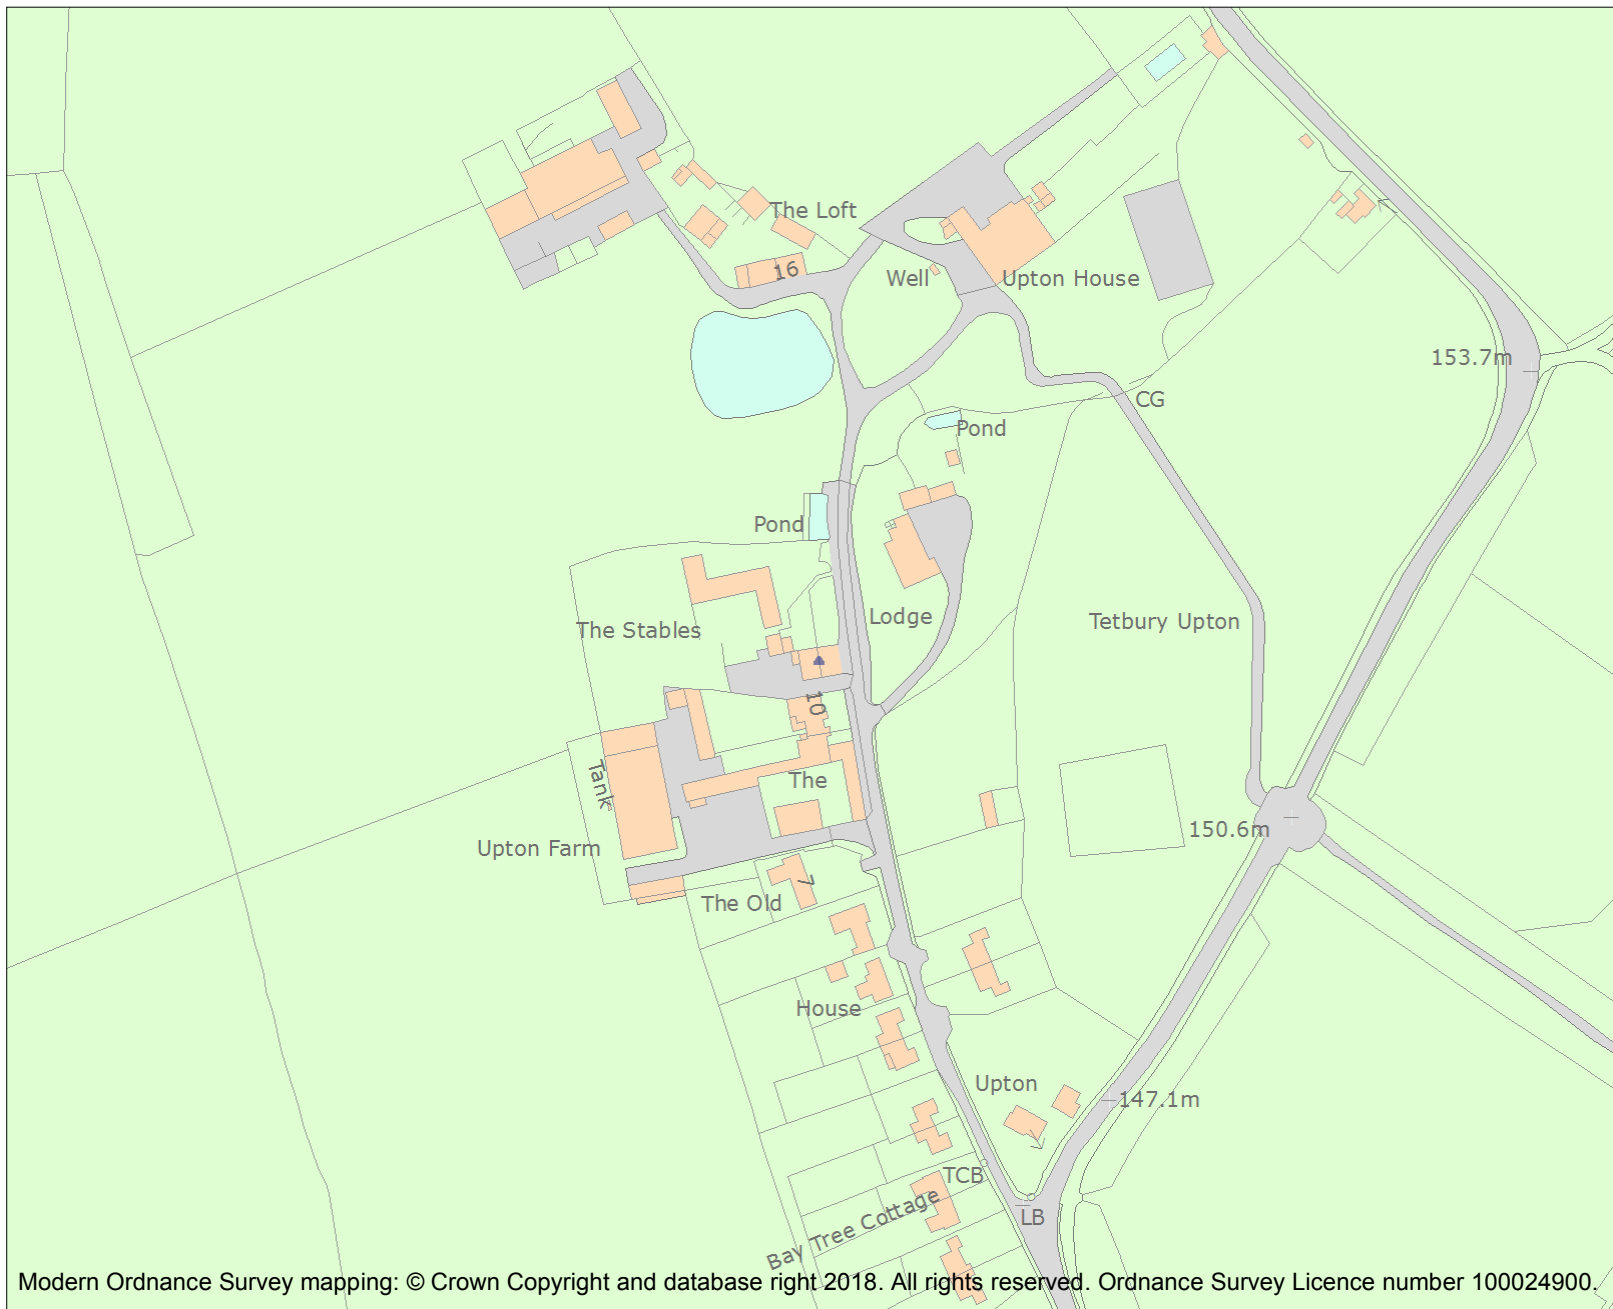 The Loft
16
Well
Upton House
153.7m
CG
Pond
Pond
Lodge
Tetbury Upton
The Stables
10
The
Tank
150.6m
Upton Farm
7
The Old
House
Upton
147.1m
TCB
Bay Tree Cottage
LB
Modern Ordnance Survey mapping: © Crown Copyright and database right 2018. All rights reserved. Ordnance Survey Licence number 100024900.